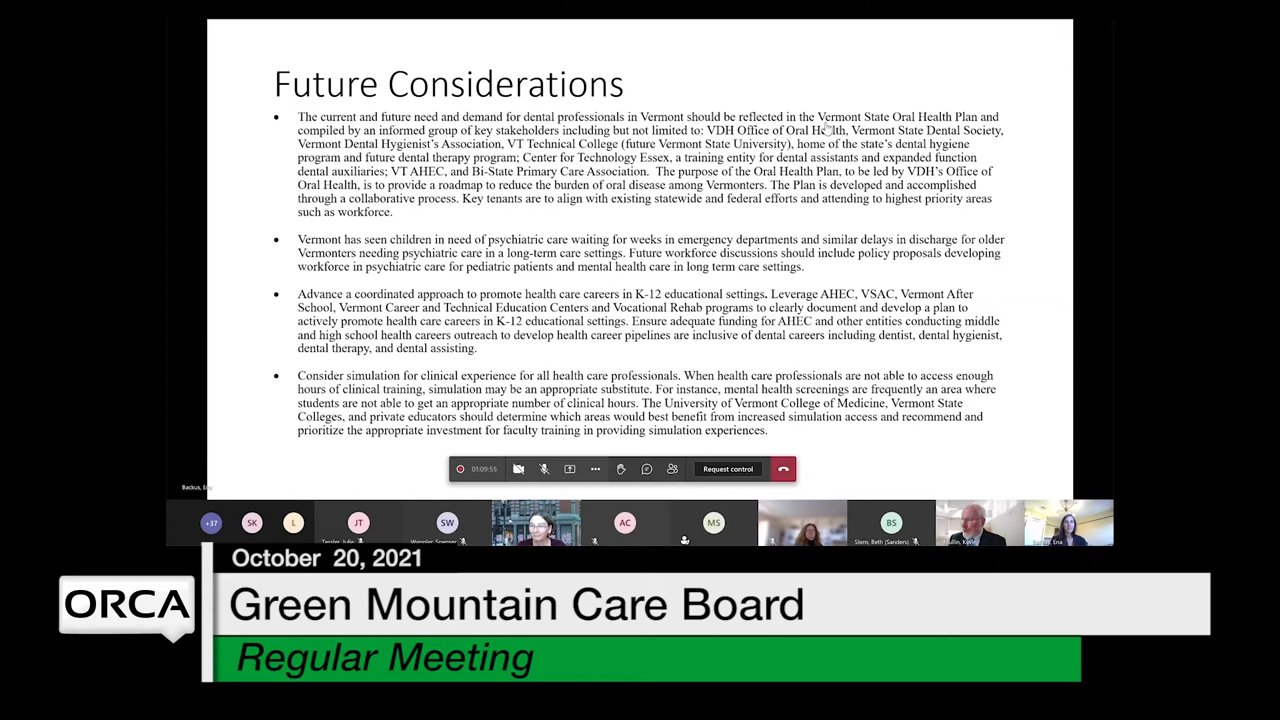 Future Considerations
• The current and future need and demand for dental professionals in Vermont should be reflected in the Vermont State Oral Health Plan and
compiled by an informed group of key stakeholders including but not limited to: VDH Office of Oral Health, Vermont State Dental Society,
Vermont Dental Hygienist's Association, VT Technical College (future Vermont State University), home of the state's dental hygiene
program and future dental therapy program; Center for Technology Essex, a training entity for dental assistants and expanded function
dental auxiliaries; VT AHEC, and Bi-State Primary Care Association. The purpose of the Oral Health Plan, to be led by VDH's Office of
Oral Health, is to provide a roadmap to reduce the burden of oral disease among Vermonters. The Plan is developed and accomplished
through a collaborative process. Key tenants are to align with existing statewide and federal efforts and attending to highest priority areas
such as workforce.
• Vermont has seen children in need of psychiatric care waiting for weeks in emergency departments and similar delays in discharge for older
Vermonters needing psychiatric care in a long-term care settings. Future workforce discussions should include policy proposals developing
workforce in psychiatric care for pediatric patients and mental health care in long term care settings.
• Advance a coordinated approach to promote health care careers in K-12 educational settings. Leverage AHEC, VSAC, Vermont After
School, Vermont Career and Technical Education Centers and Vocational Rehab programs to clearly document and develop a plan to
actively promote health care careers in K-12 educational settings. Ensure adequate funding for AHEC and other entities conducting middle
and high school health careers outreach to develop health career pipelines are inclusive of dental careers including dentist, dental hygienist,
dental therapy, and dental assisting.
• Consider simulation for clinical experience for all health care professionals. When health care professionals are not able to access enough
hours of clinical training, simulation may be an appropriate substitute. For instance, mental health screenings are frequently an area where
students are not able to get an appropriate number of clinical hours. The University of Vermont College of Medicine, Vermont State
Colleges, and private educators should determine which areas would best benefit from increased simulation access and recommend and
prioritize the appropriate investment for faculty training in providing simulation experiences.
01:09:55
Request control
Backus, Ena
+37 SK L JT SW AC MS BS
Stern, Beth (Sanders)
October 20, 2021
ORCA
Green Mountain Care Board
Regular Meeting